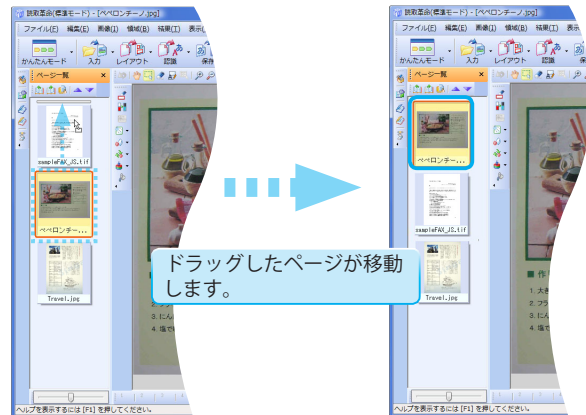 読取革命(標準モード) - [ペペロンチーノ.jpg]
ファイル(F) 編集(E) 画像(I) 領域(B) 結果(T) 表示(
かんたんモード 入力 レイアウト 認識 保存
ページ一覧 ×
sampleFAX_JS.tif
ペペロンチー...
Travel.jpg
ヘルプを表示するには [F1] を押してください。
ドラッグしたページが移動
します。
読取革命(標準モード) - [ペペロンチーノ.jpg]
ファイル(F) 編集(E) 画像(I) 領域(B) 結果(T) 表示(
かんたんモード 入力 レイアウト 認識
ページ一覧 ×
ペペロンチー...
sampleFAX_JS.tif
Travel.jpg
■ 作
1. 大き
2. フラ
3. にん
4. 塩で
ヘルプを表示するには [F1] を押してください。